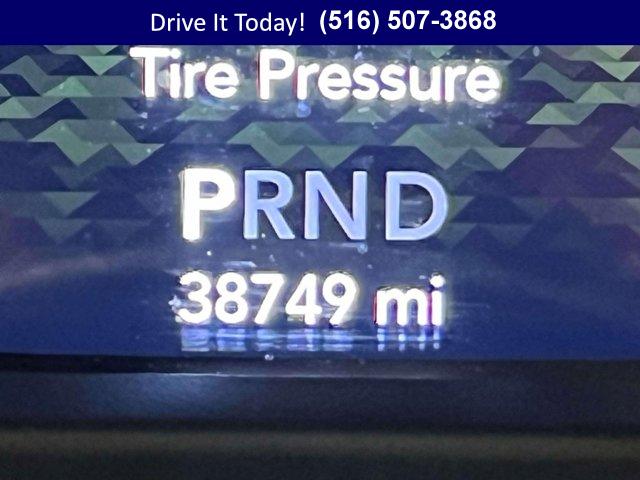 Drive It Today! (516) 507-3868
Tire Pressure
PRND
38749 mi